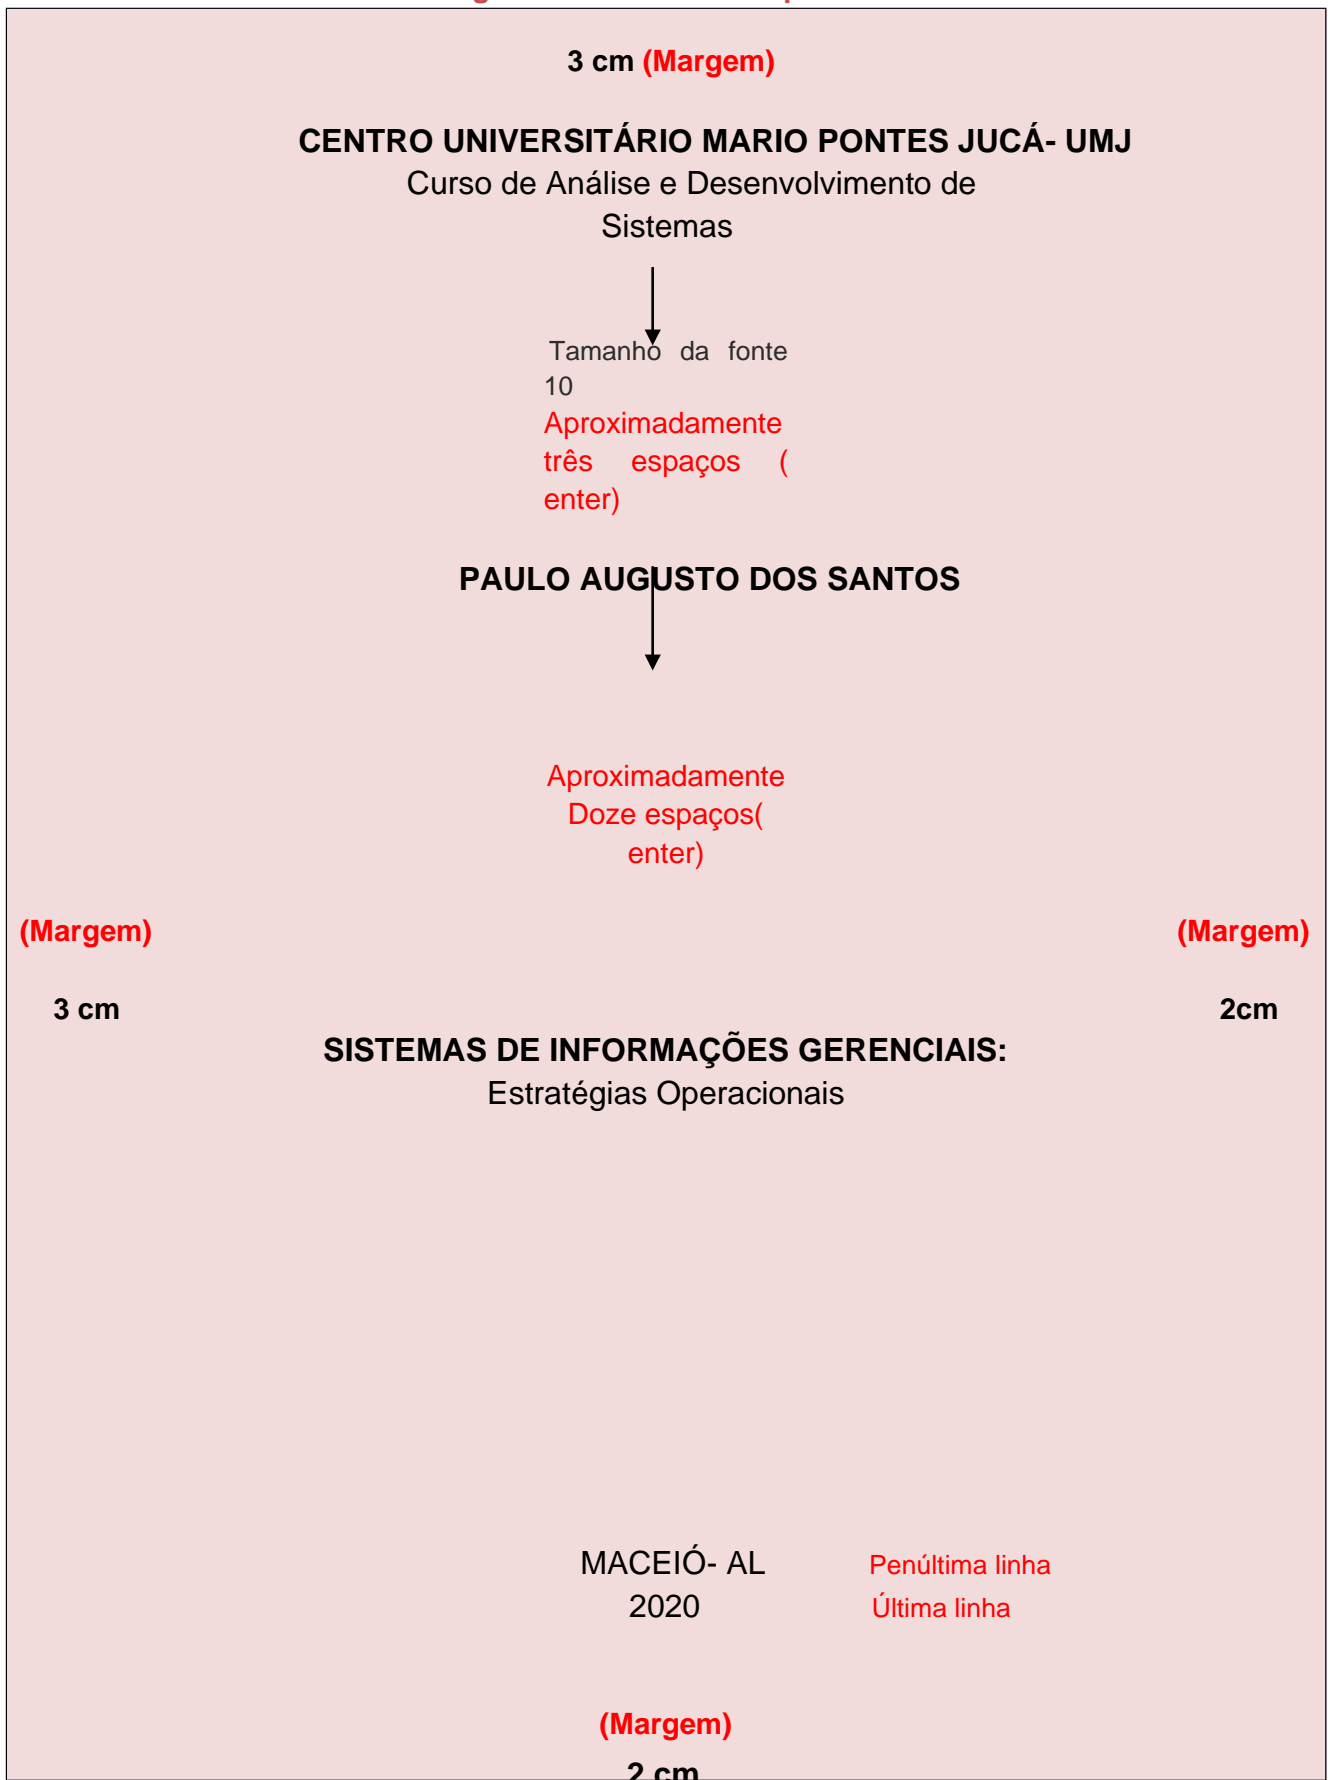 3 cm (Margem)
CENTRO UNIVERSITÁRIO MARIO PONTES JUCÁ- UMJ
Curso de Análise e Desenvolvimento de
Sistemas
Tamanho da fonte
10
Aproximadamente
três espaços (
enter)
PAULO AUGUSTO DOS SANTOS
Aproximadamente
Doze espaços(
enter)
(Margem) (Margem)
3 cm 2cm
SISTEMAS DE INFORMAÇÕES GERENCIAIS:
Estratégias Operacionais
MACEIÓ- AL Penúltima linha
2020 Última linha
(Margem)
2 cm